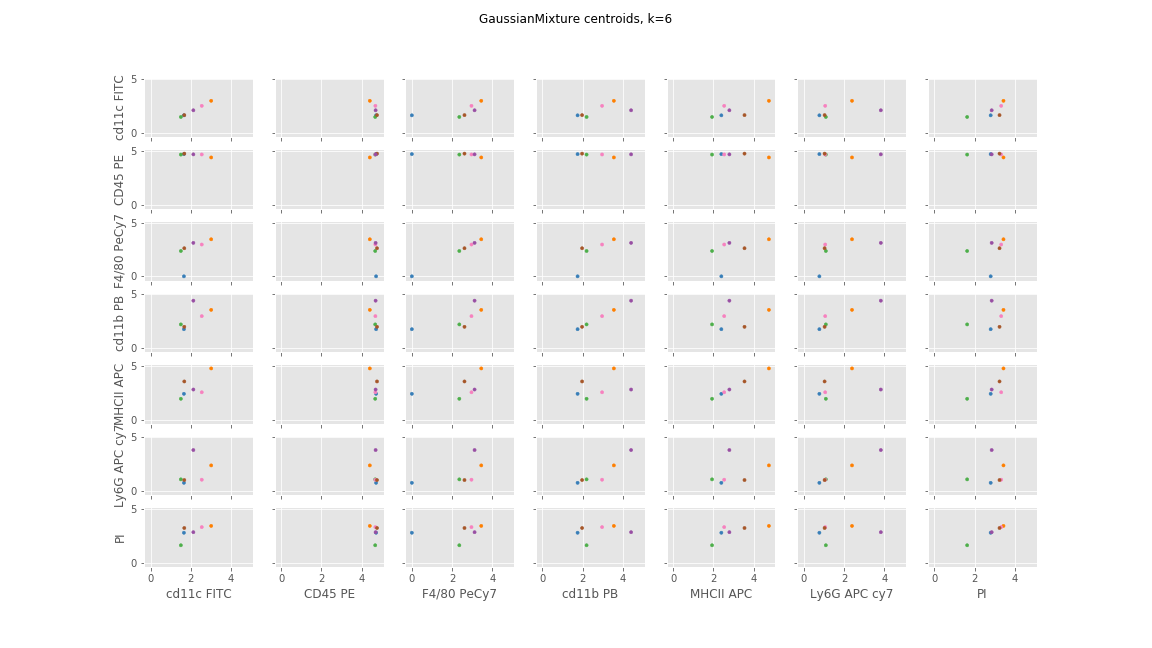 GaussianMixture centroids, k=6
cd11c FITC
5
0
CD45 PE
5
0
F4/80 PeCy7
5
0
cd11b PB
5
0
MHCII APC
5
0
Ly6G APC cy7
5
0
PI
5
0
0 2 4 0 2 4 0 2 4 0 2 4 0 2 4 0 2 4 0 2 4
cd11c FITC CD45 PE F4/80 PeCy7 cd11b PB MHCII APC Ly6G APC cy7 PI